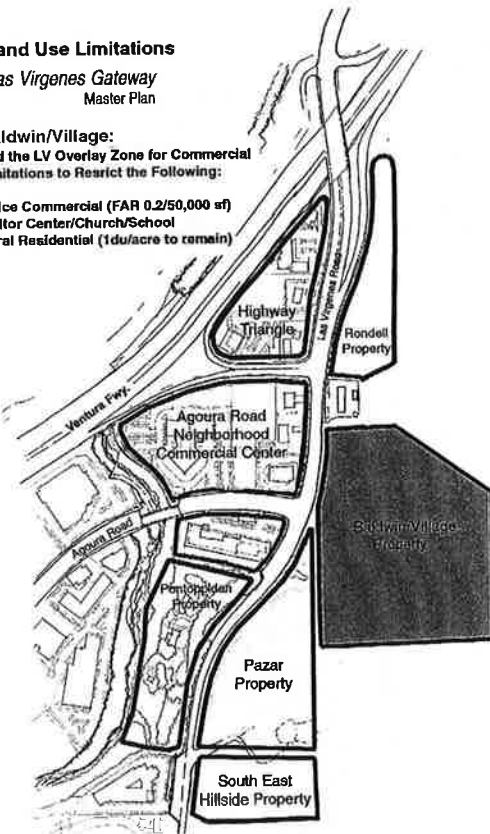 and Use Limitations
as Virgenes Gateway
Master Plan
aldwin/Village:
d the LV Overlay Zone for Commercial
mitations to Resrict the Following:
ice Commercial (FAR 0.2/50,000 sf)
itor Center/Church/School
ral Residential (1du/acre to remain)
Highway
Triangle
Las Virgenes Road
Rondell
Property
Ventura Fwy.
Agoura Road
Neighborhood
Commercial Center
Agoura Road
Baldwin/Village
Property
Pontoppidan
Property
Pazar
Property
South East
Hillside Property